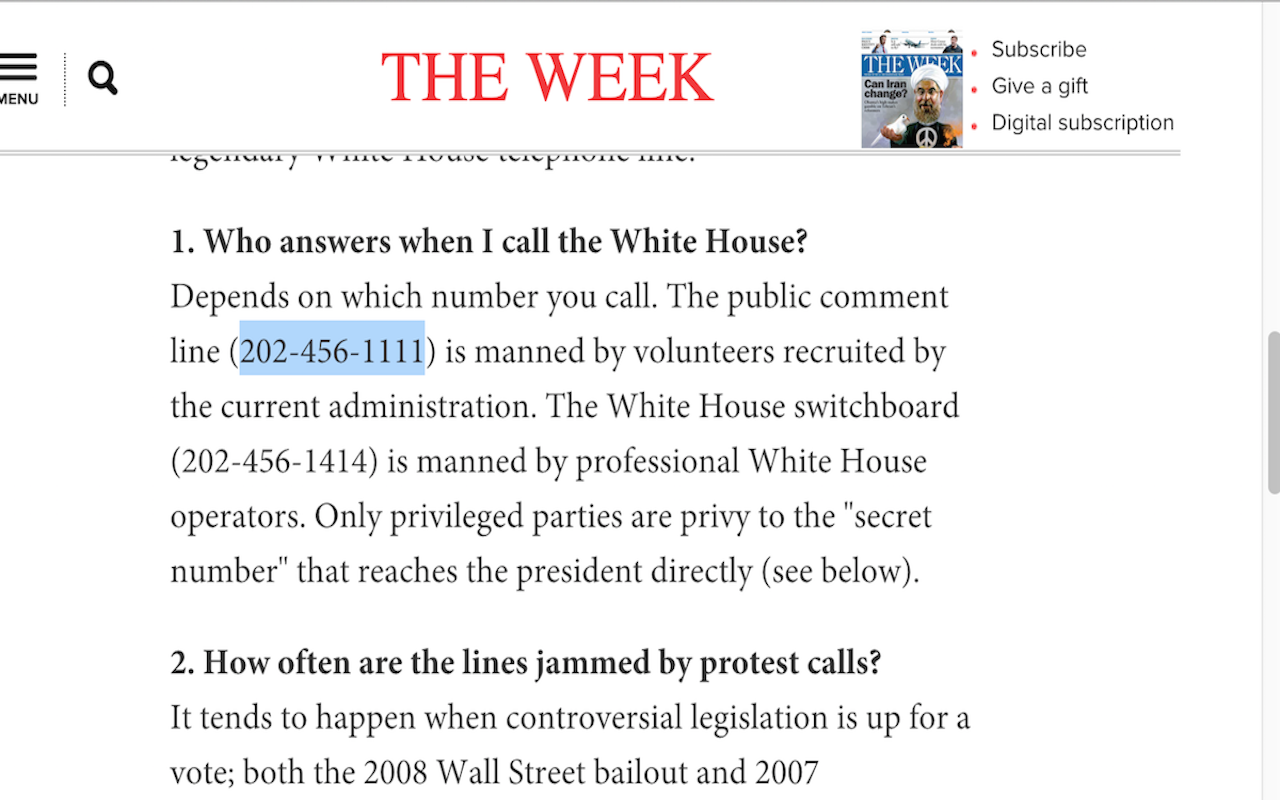 MENU
THE WEEK
THE WEEK
Can Iran
change?
Subscribe
Give a gift
Digital subscription
legendary White House telephone line.
1. Who answers when I call the White House?
Depends on which number you call. The public comment
line (202-456-1111) is manned by volunteers recruited by
the current administration. The White House switchboard
(202-456-1414) is manned by professional White House
operators. Only privileged parties are privy to the "secret
number" that reaches the president directly (see below).
2. How often are the lines jammed by protest calls?
It tends to happen when controversial legislation is up for a
vote; both the 2008 Wall Street bailout and 2007